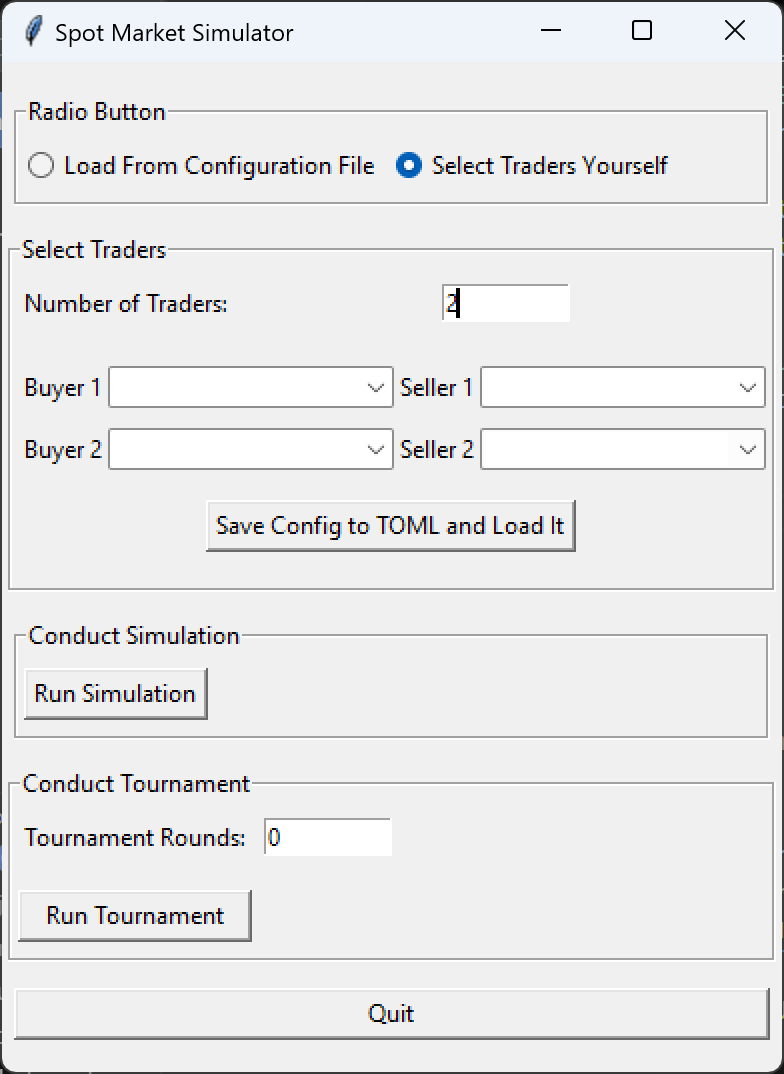 Spot Market Simulator
Radio Button
Load From Configuration File Select Traders Yourself
Select Traders
Number of Traders: 2
Buyer 1 Seller 1
Buyer 2 Seller 2
Save Config to TOML and Load It
Conduct Simulation
Run Simulation
Conduct Tournament
Tournament Rounds: 0
Run Tournament
Quit